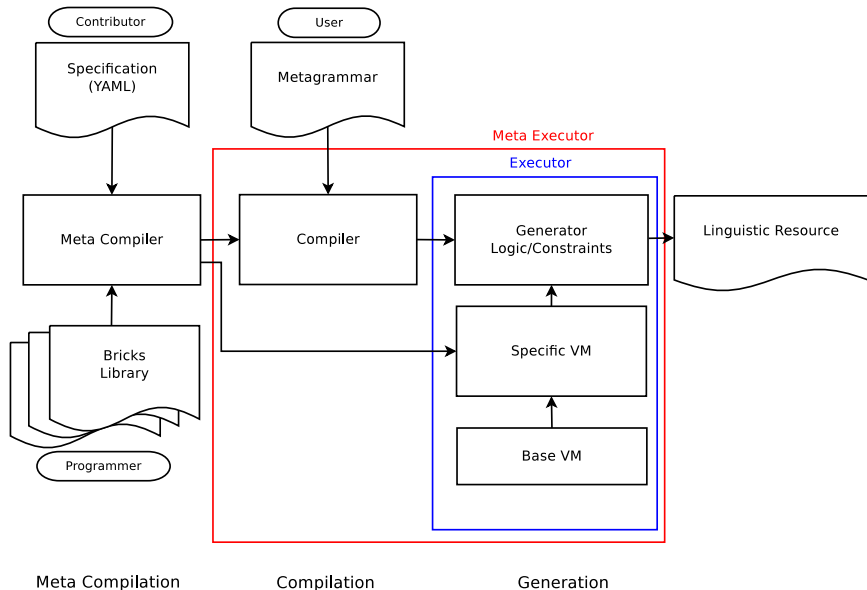 Contributor
User
Specification
(YAML)
Metagrammar
Meta Executor
Executor
Meta Compiler
Compiler
Generator
Logic/Constraints
Linguistic Resource
Bricks
Library
Specific VM
Base VM
Programmer
Meta Compilation
Compilation
Generation